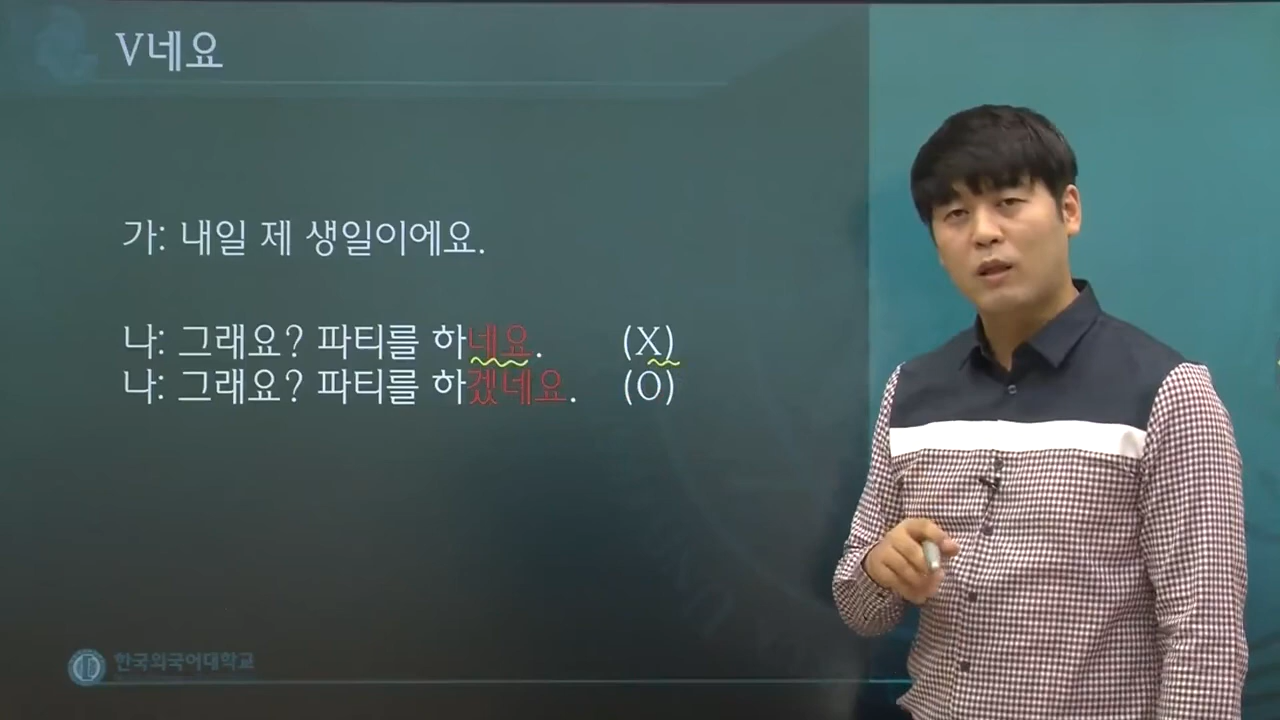 V네요
가: 내일 제 생일이에요.
나: 그래요? 파티를 하네요. (X)
나: 그래요? 파티를 하겠네요. (O)
한국외국어대학교